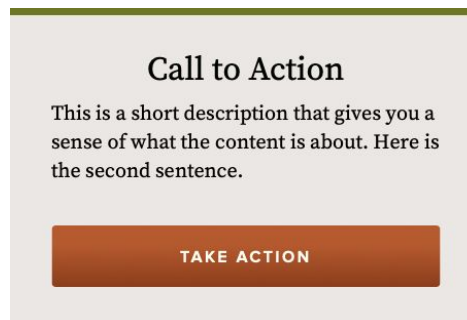 Call to Action
This is a short description that gives you a
sense of what the content is about. Here is
the second sentence.
TAKE ACTION